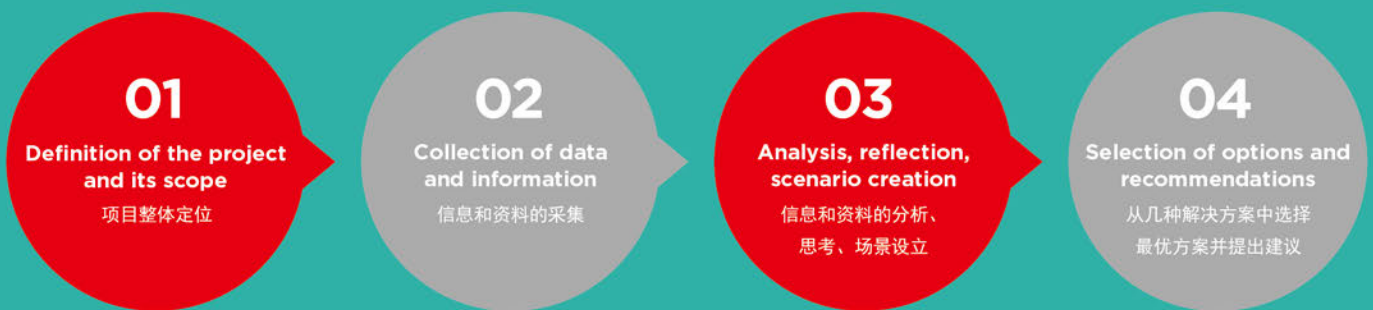 01
Definition of the project
and its scope
项目整体定位
02
Collection of data
and information
信息和资料的采集
03
Analysis, reflection,
scenario creation
信息和资料的分析、
思考、场景设立
04
Selection of options and
recommendations
从几种解决方案中选择
最优方案并提出建议